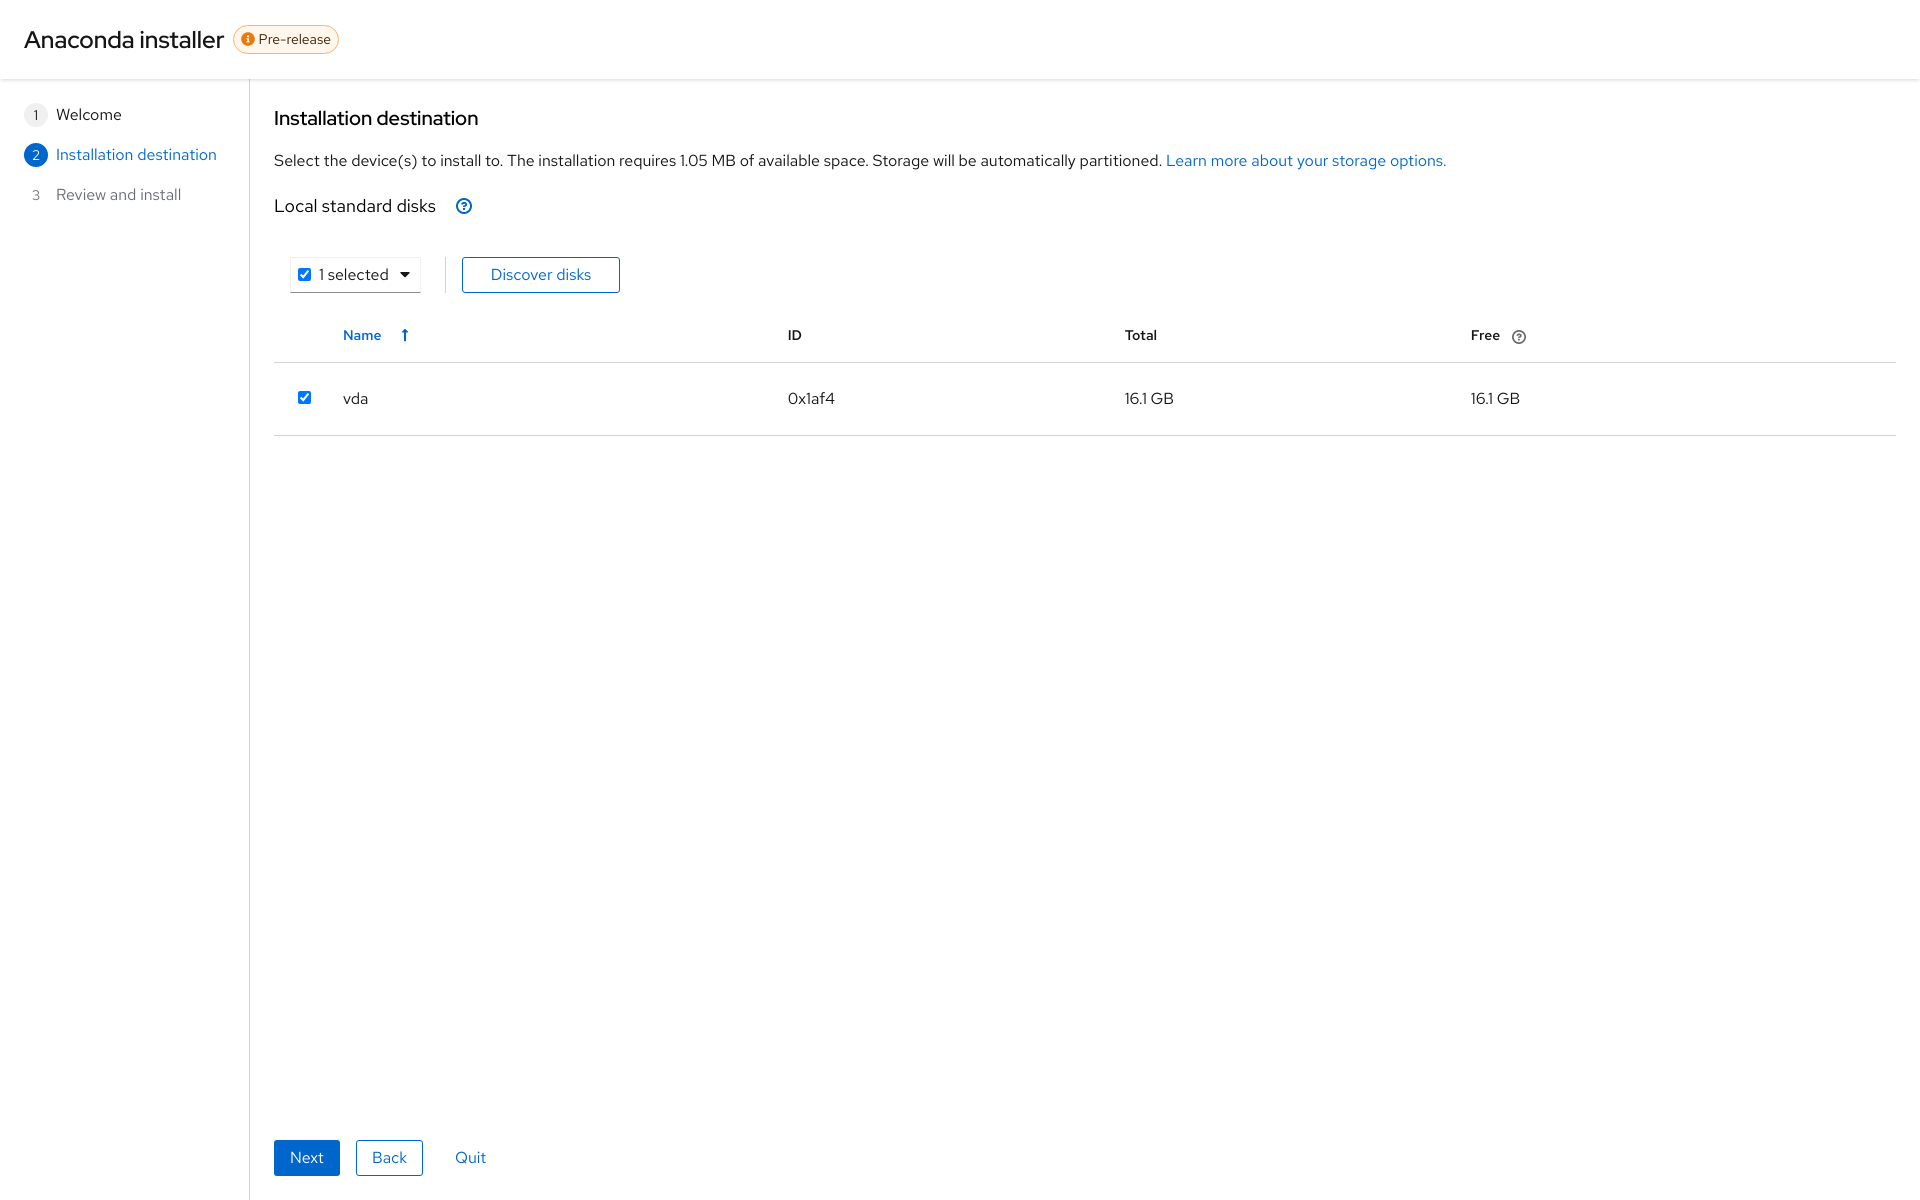 Anaconda installer Pre-release
1 Welcome
2 Installation destination
3 Review and install
Installation destination
Select the device(s) to install to. The installation requires 1.05 MB of available space. Storage will be automatically partitioned. Learn more about your storage options.
Local standard disks
1 selected Discover disks
Name ID Total Free
vda 0x1af4 16.1 GB 16.1 GB
Next Back Quit